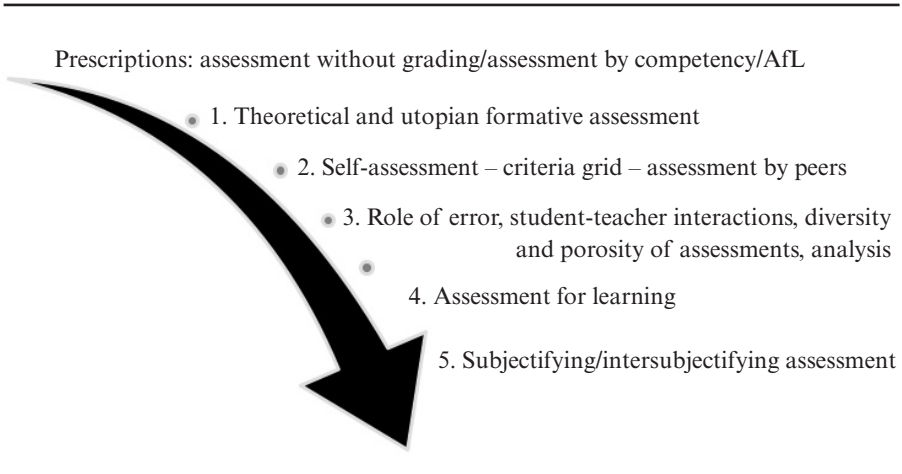 Prescriptions: assessment without grading/assessment by competency/AfL
1. Theoretical and utopian formative assessment
2. Self-assessment – criteria grid – assessment by peers
3. Role of error, student-teacher interactions, diversity
and porosity of assessments, analysis
4. Assessment for learning
5. Subjectifying/intersubjectifying assessment